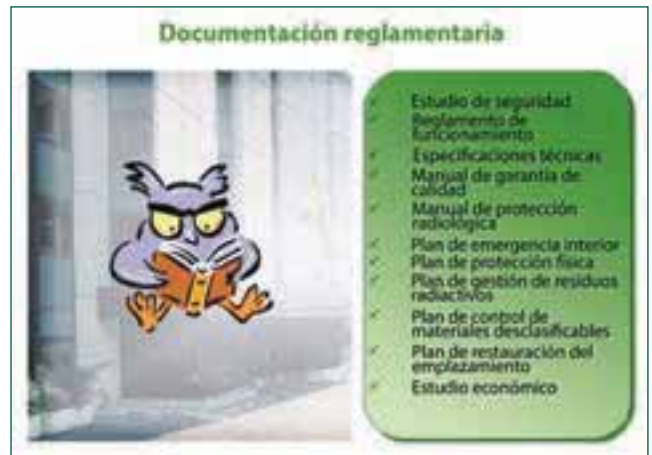 Documentación reglamentaria
Estudio de seguridad
Reglamento de
funcionamiento
Especificaciones técnicas
Manual de garantía de
calidad
Manual de protección
radiológica
Plan de emergencia interior
Plan de protección física
Plan de gestión de residuos
radiactivos
Plan de control de
materiales desclasificables
Plan de restauración del
emplazamiento
Estudio económico